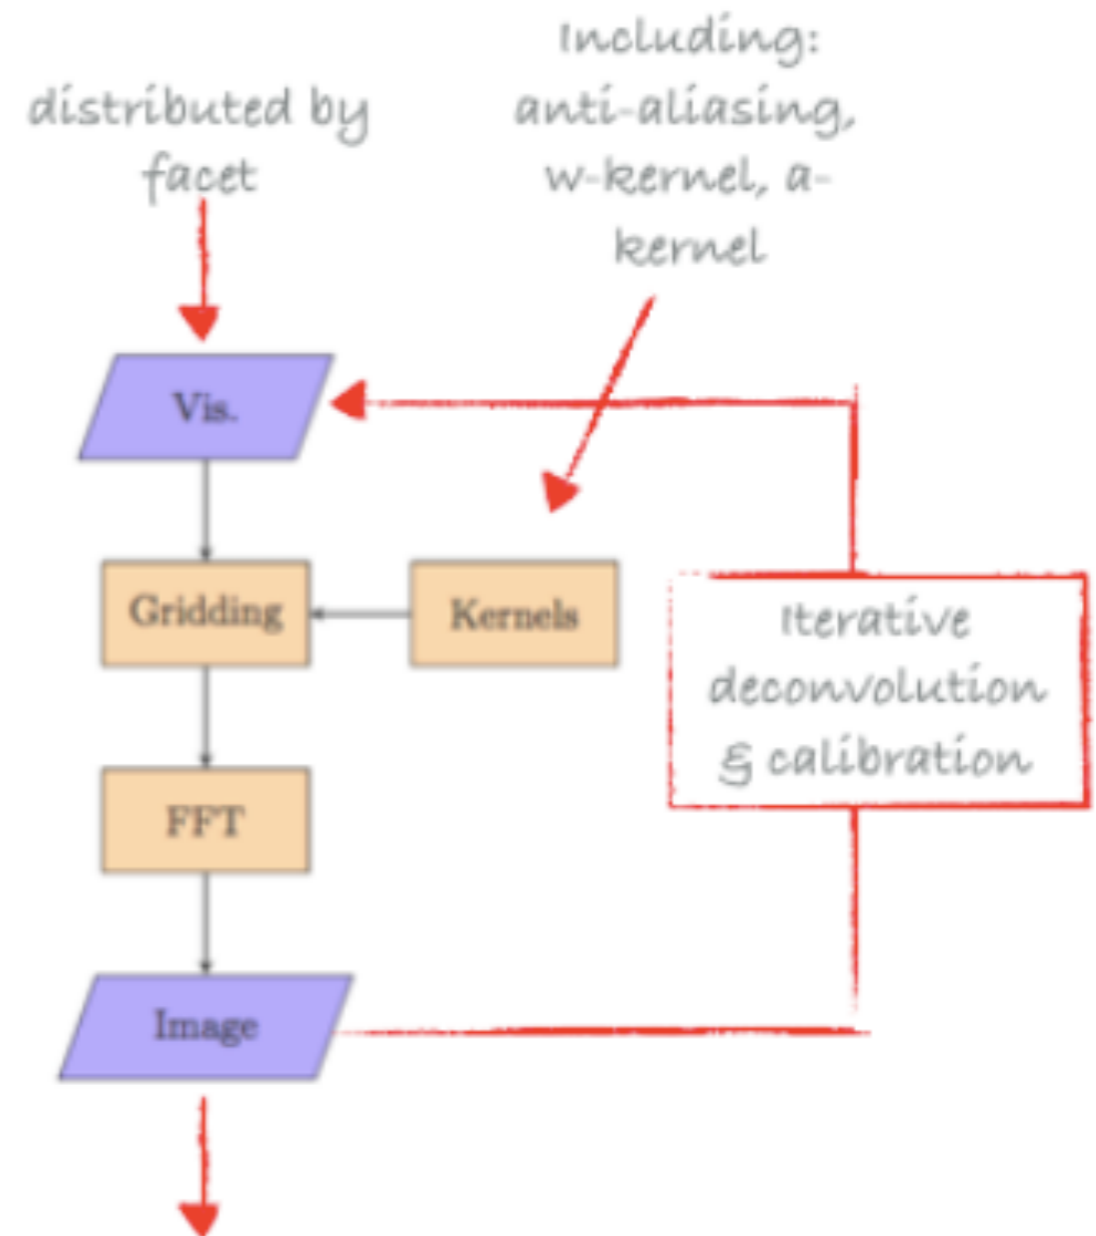 distributed by
facet
Including:
anti-aliasing,
w-kernel, a-
kernel
Vis.
Gridding
Kernels
Iterative
deconvolution
& calibration
FFT
Image